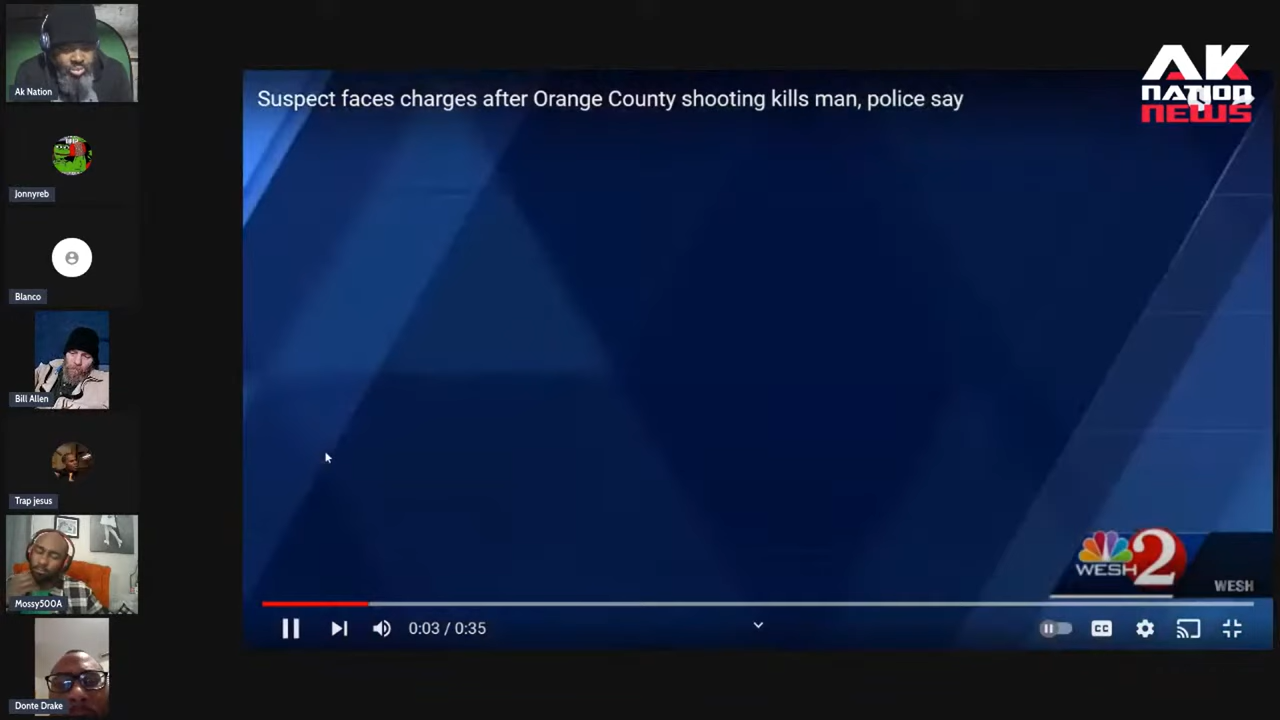 Ak Nation
Jonnyreb
Blanco
Bill Allen
Trap jesus
Mossy500A
Donte Drake
Suspect faces charges after Orange County shooting kills man, police say
AK
NATION
NEWS
WESH 2
WESH
0:03 / 0:35
CC